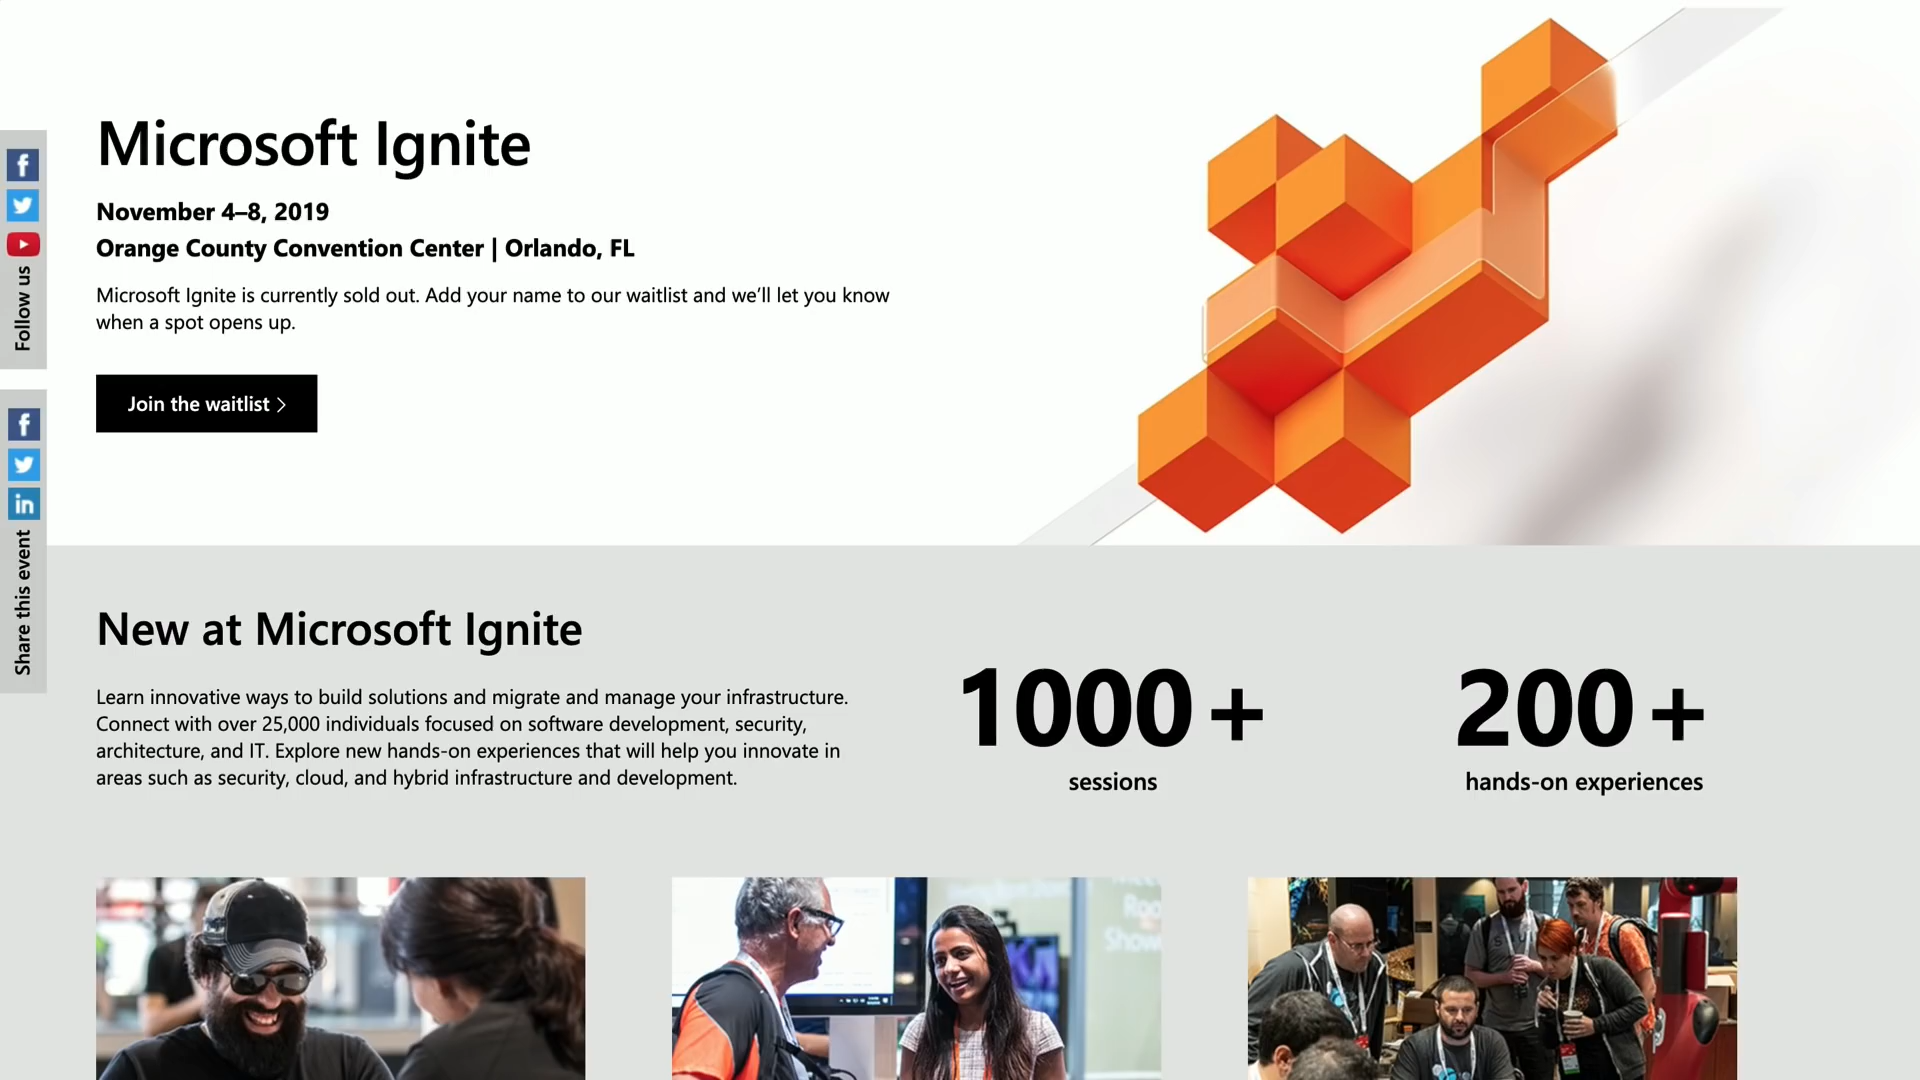 Microsoft Ignite
November 4–8, 2019
Orange County Convention Center | Orlando, FL
Microsoft Ignite is currently sold out. Add your name to our waitlist and we’ll let you know
when a spot opens up.
Join the waitlist
Follow us
Share this event
New at Microsoft Ignite
Learn innovative ways to build solutions and migrate and manage your infrastructure.
Connect with over 25,000 individuals focused on software development, security,
architecture, and IT. Explore new hands-on experiences that will help you innovate in
areas such as security, cloud, and hybrid infrastructure and development.
1000+
sessions
200+
hands-on experiences